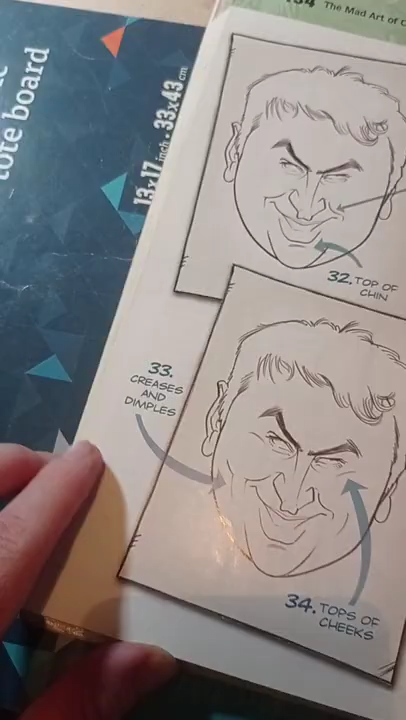 The Mad Art of
ote board
13x17 inch • 33x43 cm
32. TOP OF
CHIN
33.
CREASES
AND
DIMPLES
34. TOPS OF
CHEEKS